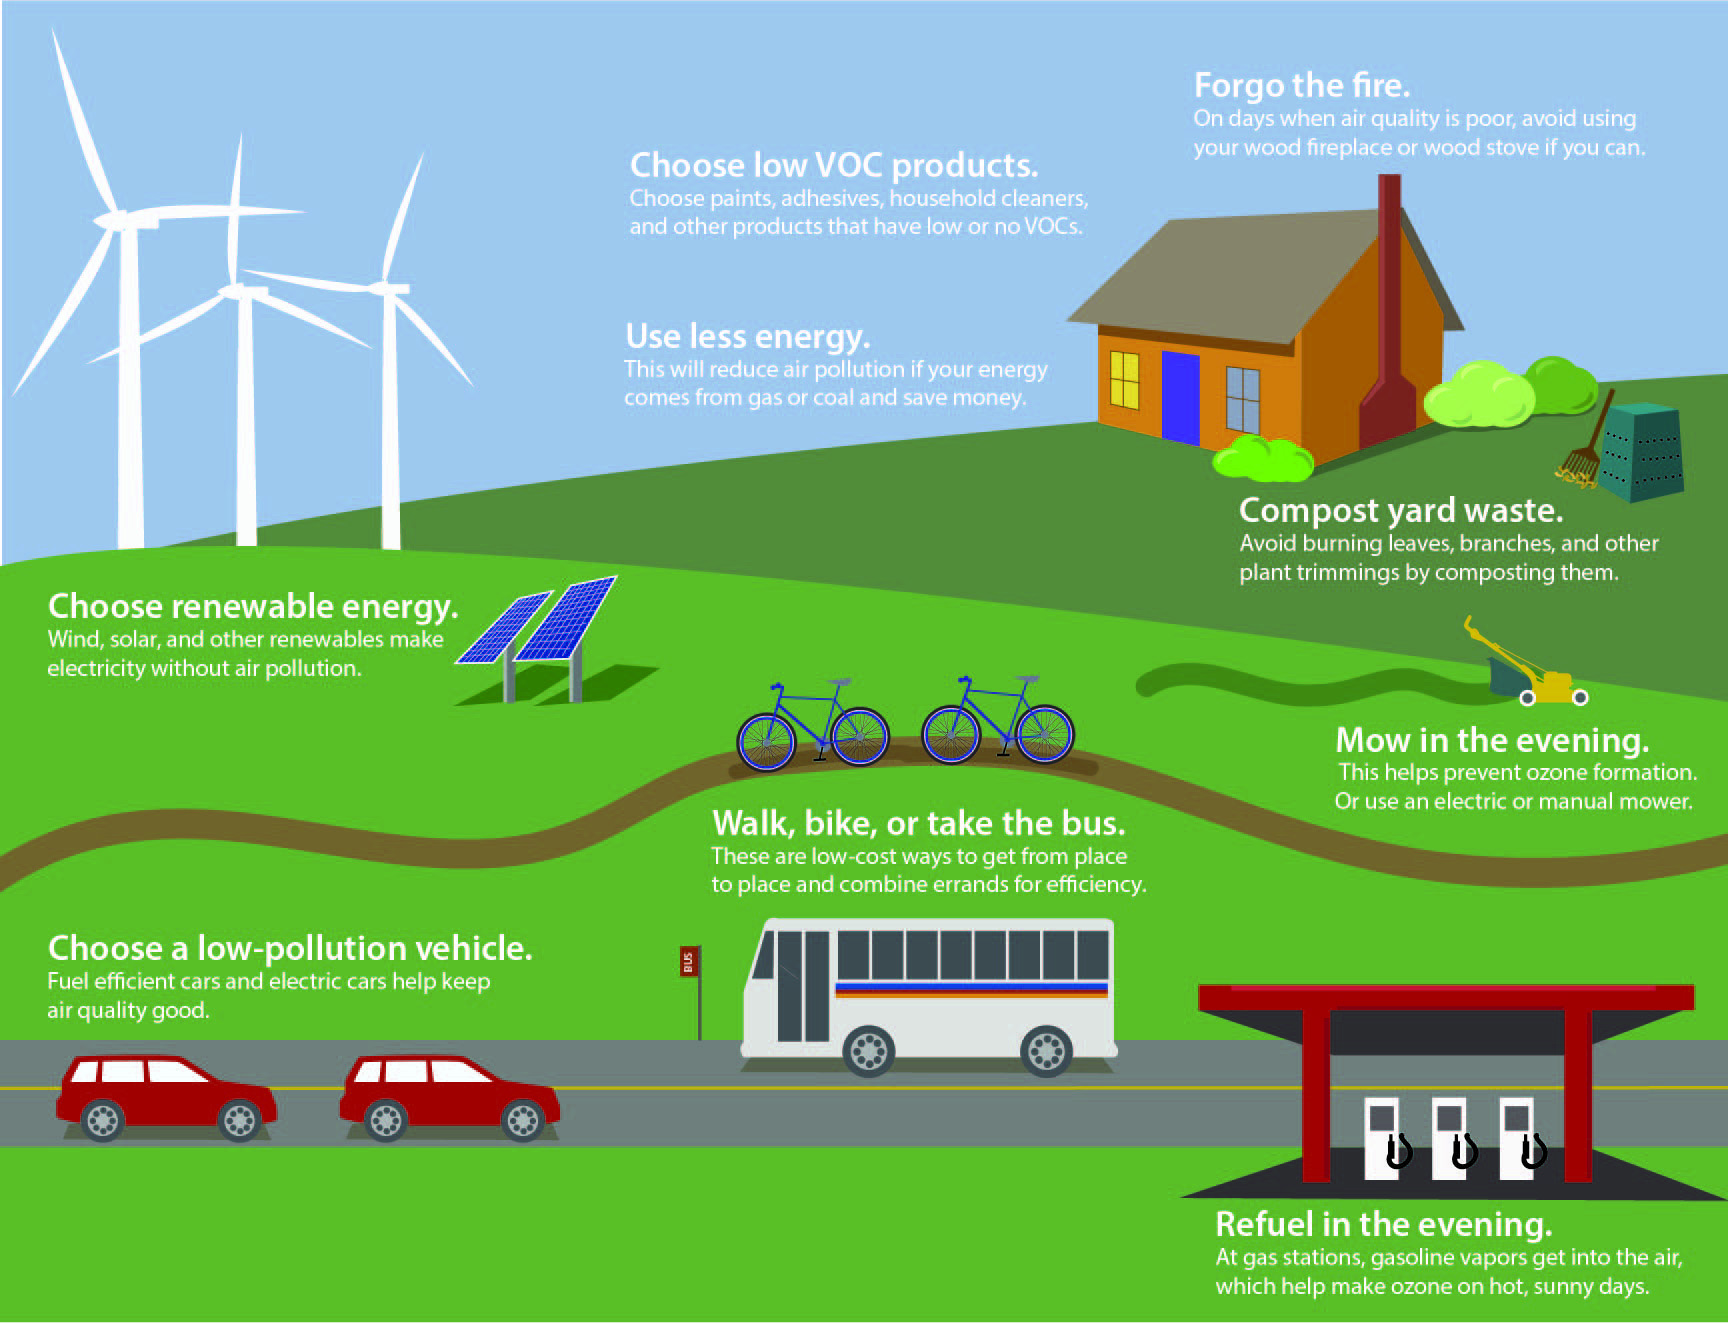 Forgo the fire.
On days when air quality is poor, avoid using
your wood fireplace or wood stove if you can.
Choose low VOC products.
Choose paints, adhesives, household cleaners,
and other products that have low or no VOCs.
Use less energy.
This will reduce air pollution if your energy
comes from gas or coal and save money.
Compost yard waste.
Avoid burning leaves, branches, and other
plant trimmings by composting them.
Choose renewable energy.
Wind, solar, and other renewables make
electricity without air pollution.
Mow in the evening.
This helps prevent ozone formation.
Or use an electric or manual mower.
Walk, bike, or take the bus.
These are low-cost ways to get from place
to place and combine errands for efficiency.
Choose a low-pollution vehicle.
Fuel efficient cars and electric cars help keep
air quality good.
BUS
Refuel in the evening.
At gas stations, gasoline vapors get into the air,
which help make ozone on hot, sunny days.